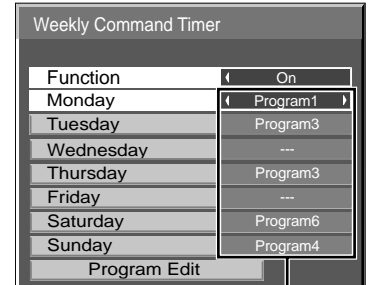 Weekly Command Timer
Function On
Monday Program1
Tuesday Program3
Wednesday ---
Thursday Program3
Friday ---
Saturday Program6
Sunday Program4
Program Edit